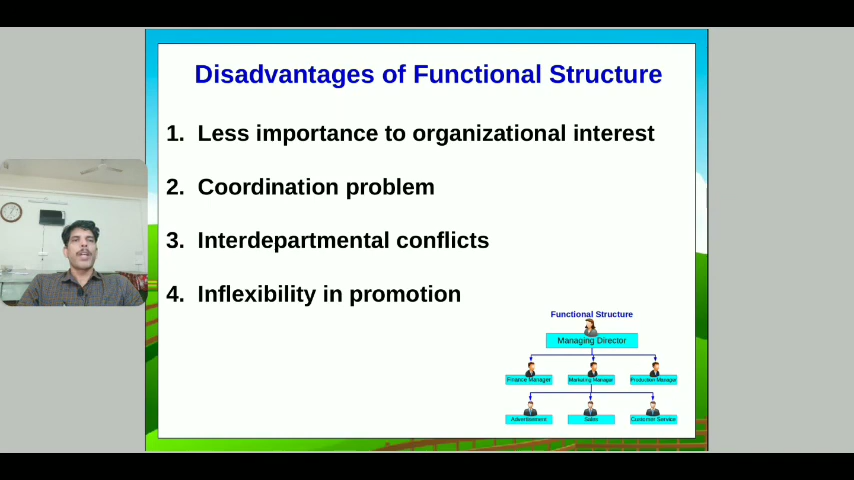 Disadvantages of Functional Structure
1. Less importance to organizational interest
2. Coordination problem
3. Interdepartmental conflicts
4. Inflexibility in promotion
Functional Structure
Managing Director
Finance Manager Marketing Manager Production Manager
Advertisement Sales Customer Service